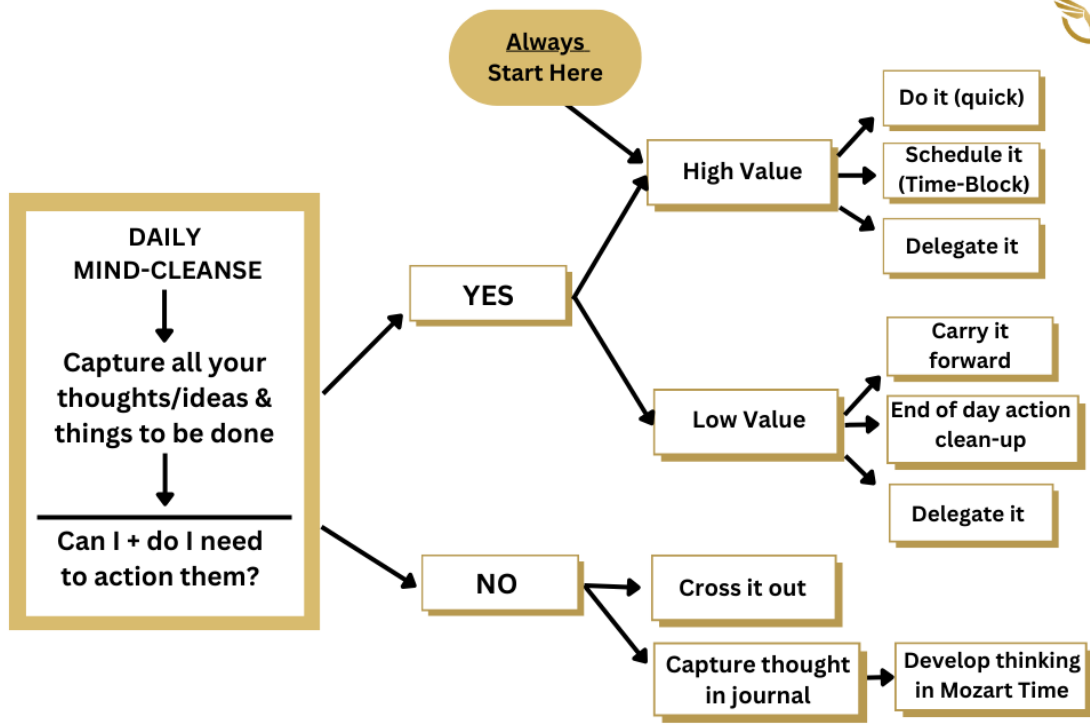 Always
Start Here
DAILY
MIND-CLEANSE
Capture all your
thoughts/ideas &
things to be done
Can I + do I need
to action them?
YES
High Value
Do it (quick)
Schedule it
(Time-Block)
Delegate it
Low Value
Carry it
forward
End of day action
clean-up
Delegate it
NO
Cross it out
Capture thought
in journal
Develop thinking
in Mozart Time